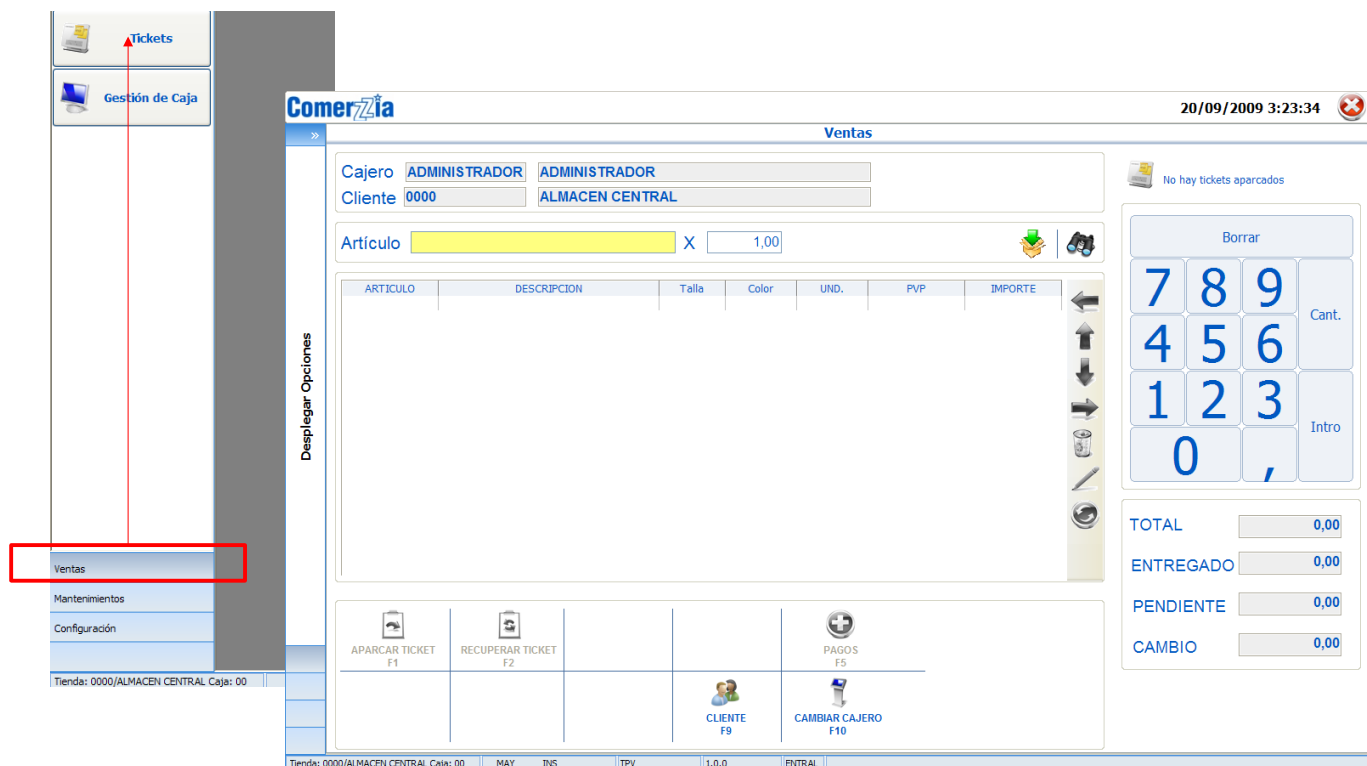 Tickets
Gestión de Caja
Ventas
Mantenimientos
Configuración
Tienda: 0000/ALMACEN CENTRAL Caja: 00
Comerzzia
20/09/2009 3:23:34
»
Ventas
Desplegar Opciones
Cajero ADMINISTRADOR ADMINISTRADOR
Cliente 0000 ALMACEN CENTRAL
Artículo X 1,00
ARTICULO DESCRIPCION Talla Color UND. PVP IMPORTE
APARCAR TICKET
F1
RECUPERAR TICKET
F2
PAGOS
F5
CLIENTE
F9
CAMBIAR CAJERO
F10
No hay tickets aparcados
Borrar
7 8 9
Cant.
4 5 6
1 2 3
Intro
0 ,
TOTAL 0,00
ENTREGADO 0,00
PENDIENTE 0,00
CAMBIO 0,00
Tienda: 0000/ALMACEN CENTRAL Caja: 00 MAY INS TPV 1.0.0 ENTRAL